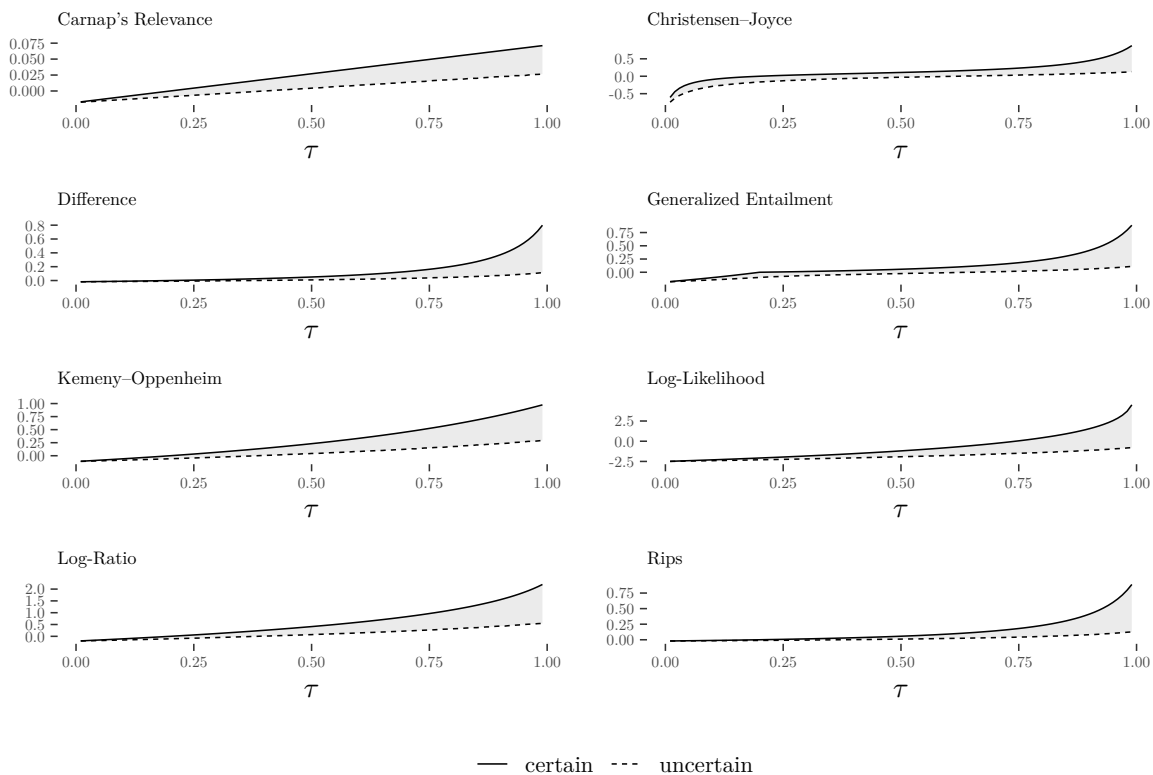 Carnap's Relevance
0.075
0.050
0.025
0.000
0.00 0.25 0.50 0.75 1.00
τ
Christensen–Joyce
0.5
0.0
-0.5
0.00 0.25 0.50 0.75 1.00
τ
Difference
0.8
0.6
0.4
0.2
0.0
0.00 0.25 0.50 0.75 1.00
τ
Generalized Entailment
0.75
0.50
0.25
0.00
0.00 0.25 0.50 0.75 1.00
τ
Kemeny–Oppenheim
1.00
0.75
0.50
0.25
0.00
0.00 0.25 0.50 0.75 1.00
τ
Log-Likelihood
2.5
0.0
-2.5
0.00 0.25 0.50 0.75 1.00
τ
Log-Ratio
2.0
1.5
1.0
0.5
0.0
0.00 0.25 0.50 0.75 1.00
τ
Rips
0.75
0.50
0.25
0.00
0.00 0.25 0.50 0.75 1.00
τ
certain uncertain